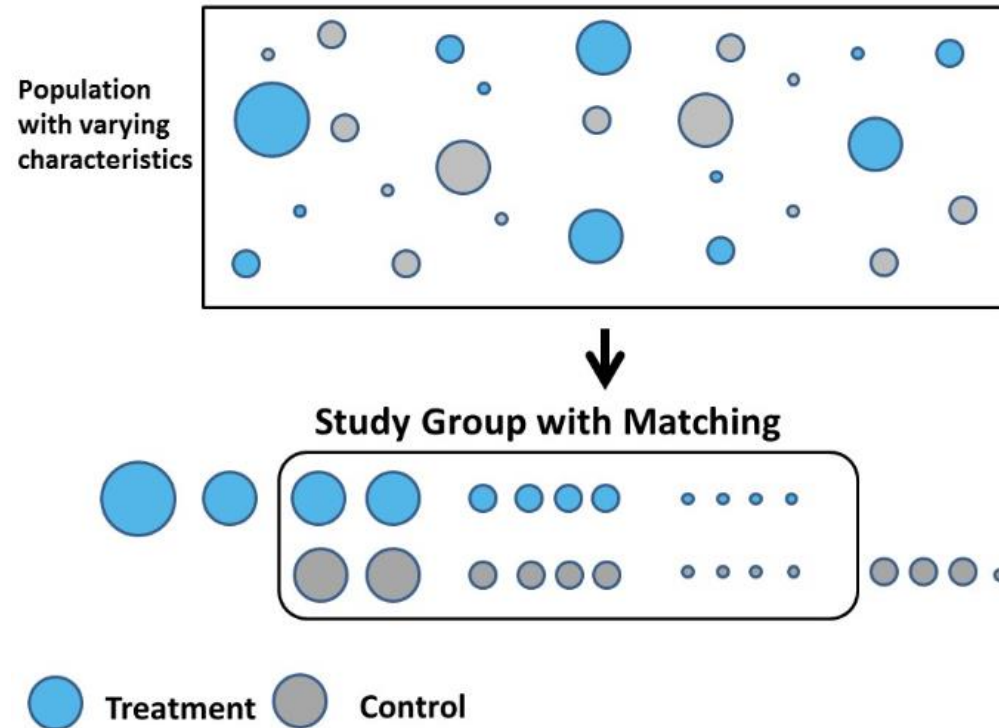 Population
with varying
characteristics
Study Group with Matching
Treatment Control